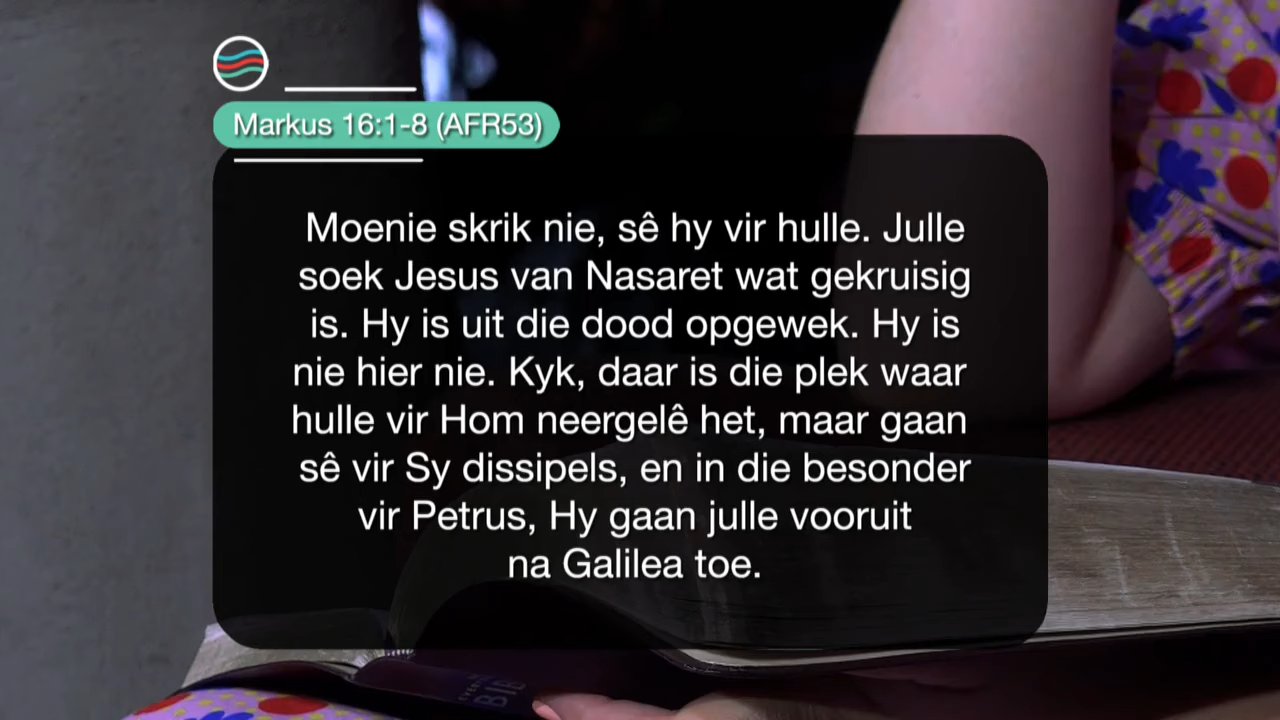 Markus 16:1-8 (AFR53)
Moenie skrik nie, sê hy vir hulle. Julle
soek Jesus van Nasaret wat gekruisig
is. Hy is uit die dood opgewek. Hy is
nie hier nie. Kyk, daar is die plek waar
hulle vir Hom neergelê het, maar gaan
sê vir Sy dissipels, en in die besonder
vir Petrus, Hy gaan julle vooruit
na Galilea toe.